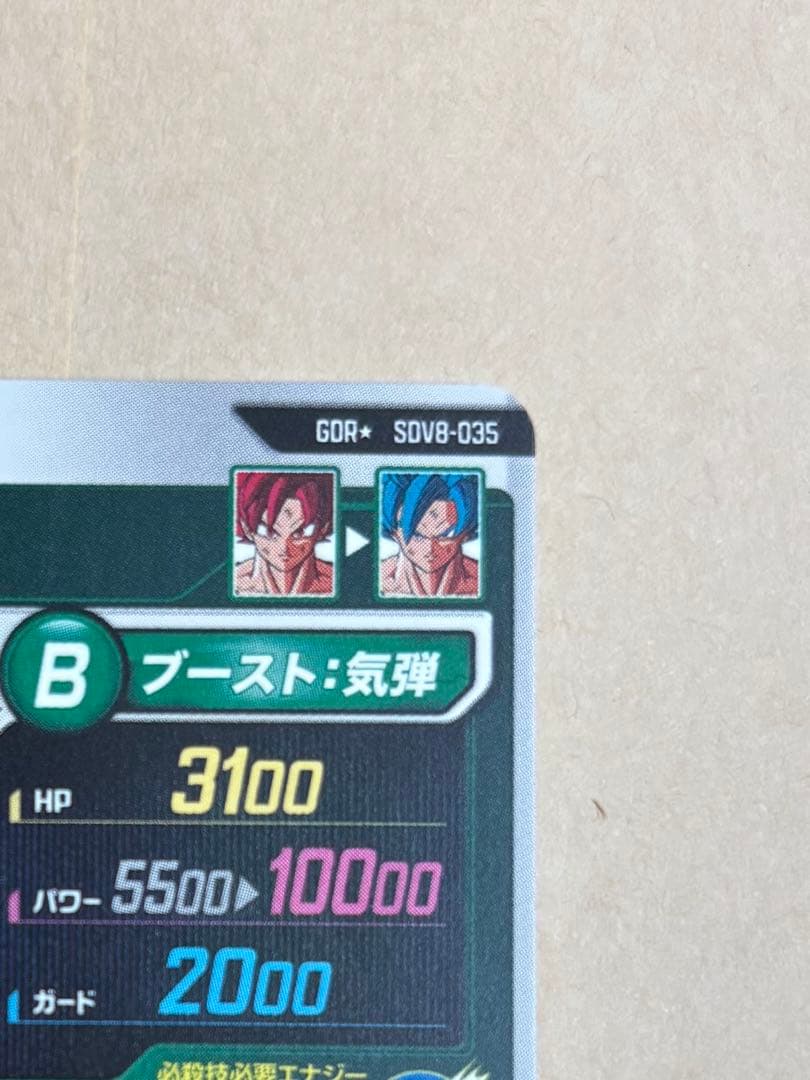 GDR★ SDV8-035
B ブースト:気弾
HP 3100
パワー 5500▶10000
ガード 2000
必殺技必要エナジー